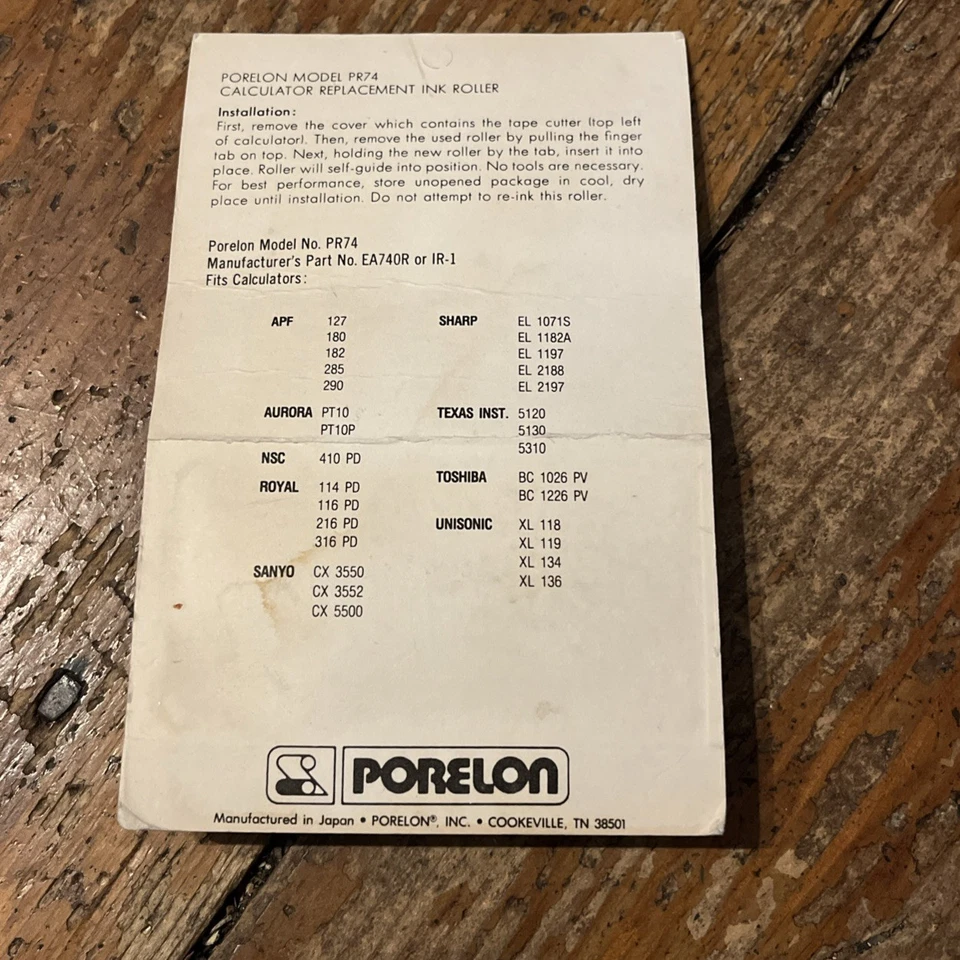 PORELON MODEL PR74
CALCULATOR REPLACEMENT INK ROLLER
Installation:
First, remove the cover which contains the tape cutter (top left
of calculator). Then, remove the used roller by pulling the finger
tab on top. Next, holding the new roller by the tab, insert it into
place. Roller will self-guide into position. No tools are necessary.
For best performance, store unopened package in cool, dry
place until installation. Do not attempt to re-ink this roller.
Porelon Model No. PR74
Manufacturer's Part No. EA740R or IR-1
Fits Calculators:
APF 127
180
182
285
290
AURORA PT10
PT10P
NSC 410 PD
ROYAL 114 PD
116 PD
216 PD
316 PD
SANYO CX 3550
CX 3552
CX 5500
SHARP EL 1071S
EL 1182A
EL 1197
EL 2188
EL 2197
TEXAS INST. 5120
5130
5310
TOSHIBA BC 1026 PV
BC 1226 PV
UNISONIC XL 118
XL 119
XL 134
XL 136
PORELON
Manufactured in Japan • PORELON®, INC. • COOKEVILLE, TN 38501